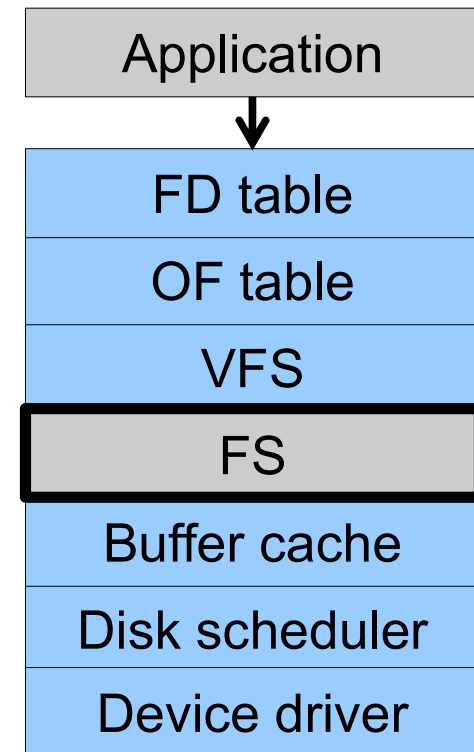 Application
FD table
OF table
VFS
FS
Buffer cache
Disk scheduler
Device driver